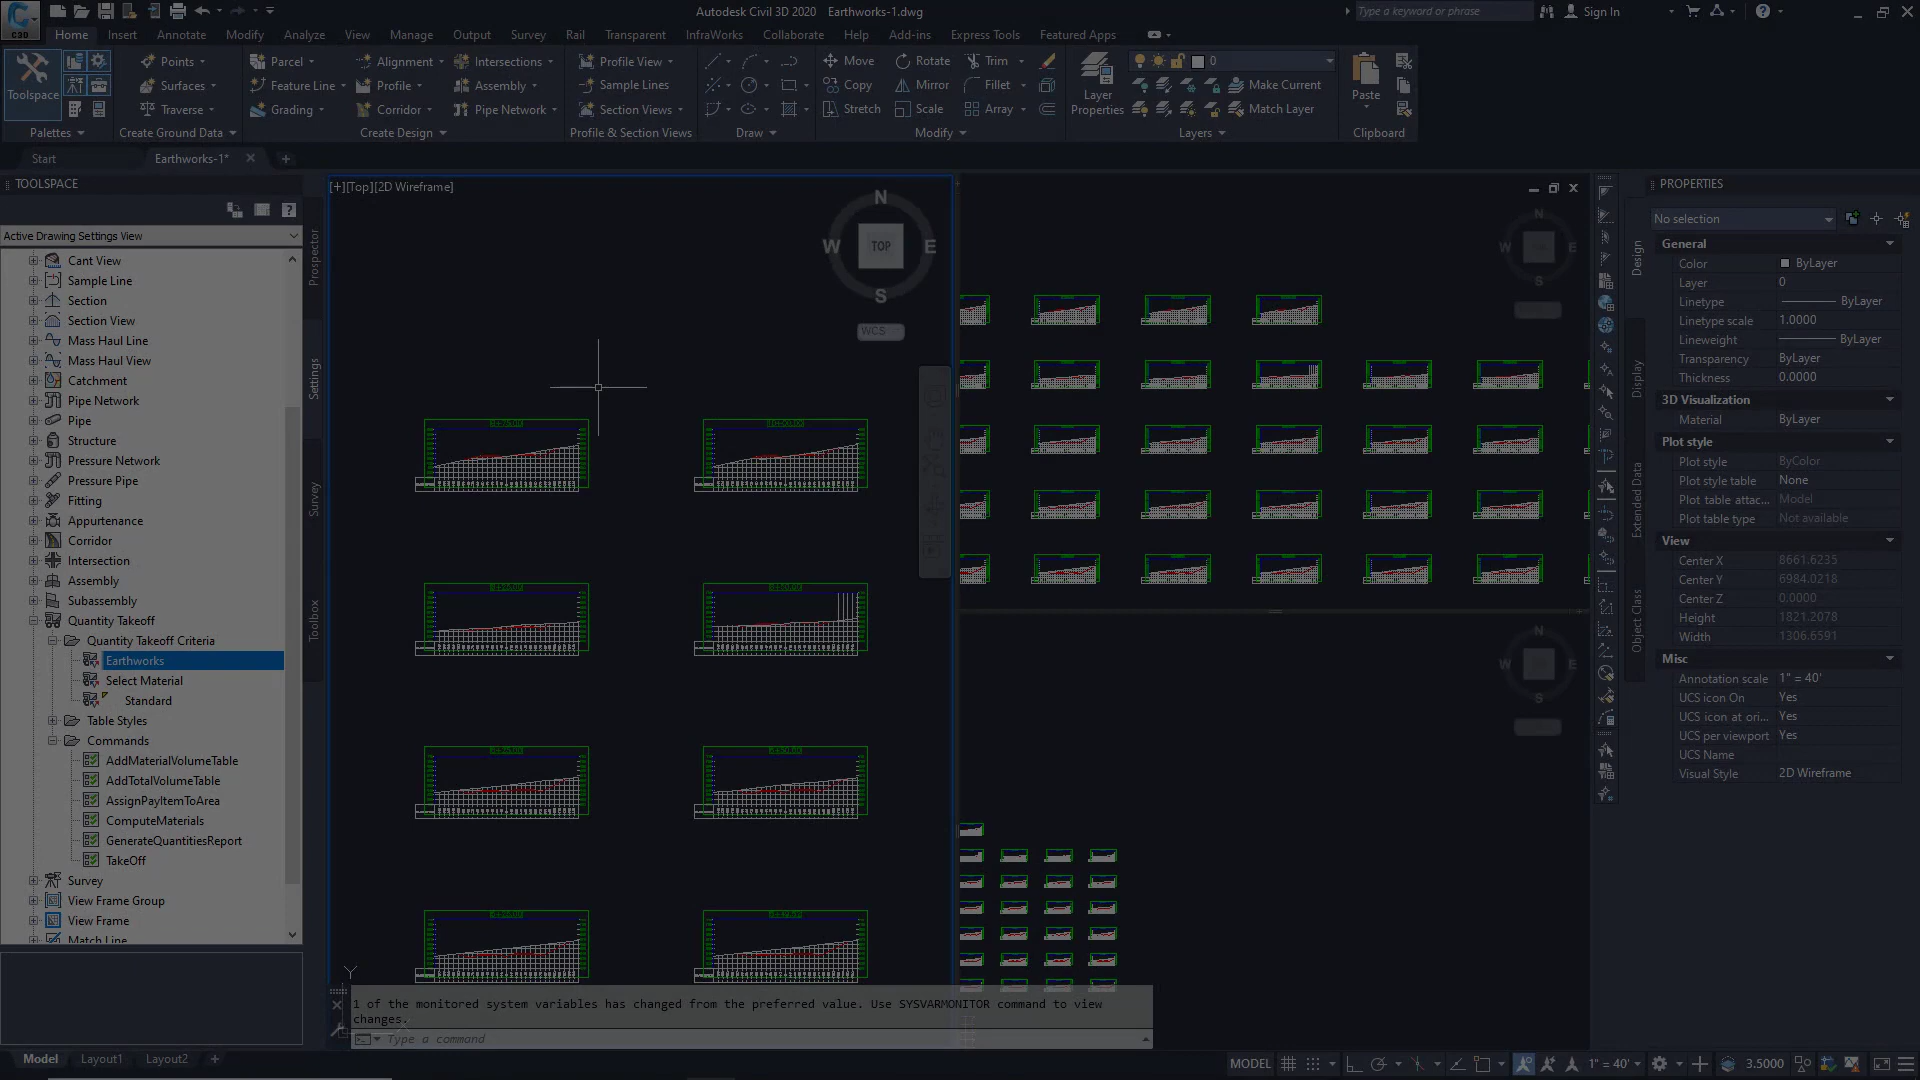 Autodesk Civil 3D 2020 Earthworks-1.dwg
Type a keyword or phrase
Sign In
C3D
Home Insert Annotate Modify Analyze View Manage Output Survey Rail Transparent InfraWorks Collaborate Help Add-ins Express Tools Featured Apps
Toolspace
Points Parcel Alignment Intersections Profile View Move Rotate Trim 0
Surfaces Feature Line Profile Assembly Sample Lines Copy Mirror Fillet Make Current
Traverse Grading Corridor Pipe Network Section Views Stretch Scale Array Match Layer
Layer Properties
Paste
Palettes Create Ground Data Create Design Profile & Section Views Draw Modify Layers Clipboard
Start Earthworks-1*
TOOLSPACE
Active Drawing Settings View
Cant View
Sample Line
Section
Section View
Mass Haul Line
Mass Haul View
Catchment
Pipe Network
Pipe
Structure
Pressure Network
Pressure Pipe
Fitting
Appurtenance
Corridor
Intersection
Assembly
Subassembly
Quantity Takeoff
Quantity Takeoff Criteria
Earthworks
Select Material
Standard
Table Styles
Commands
AddMaterialVolumeTable
AddTotalVolumeTable
AssignPayItemToArea
ComputeMaterials
GenerateQuantitiesReport
TakeOff
Survey
View Frame Group
View Frame
Match Line
Prospector
Settings
Survey
Toolbox
[+][Top][2D Wireframe]
N
W TOP E
S
WCS
N
W E
S
N
W E
S
Y
X
1 of the monitored system variables has changed from the preferred value. Use SYSVARMONITOR command to view
changes.
Type a command
PROPERTIES
No selection
General
Color ByLayer
Layer 0
Linetype ByLayer
Linetype scale 1.0000
Lineweight ByLayer
Transparency ByLayer
Thickness 0.0000
3D Visualization
Material ByLayer
Plot style
Plot style ByColor
Plot style table None
Plot table attac... Model
Plot table type Not available
View
Center X 8661.6235
Center Y 6984.0218
Center Z 0.0000
Height 1821.2078
Width 1306.6591
Misc
Annotation scale 1" = 40'
UCS icon On Yes
UCS icon at ori... Yes
UCS per viewport Yes
UCS Name
Visual Style 2D Wireframe
Design
Display
Extended Data
Object Class
Model Layout1 Layout2
MODEL 1" = 40' 3.5000